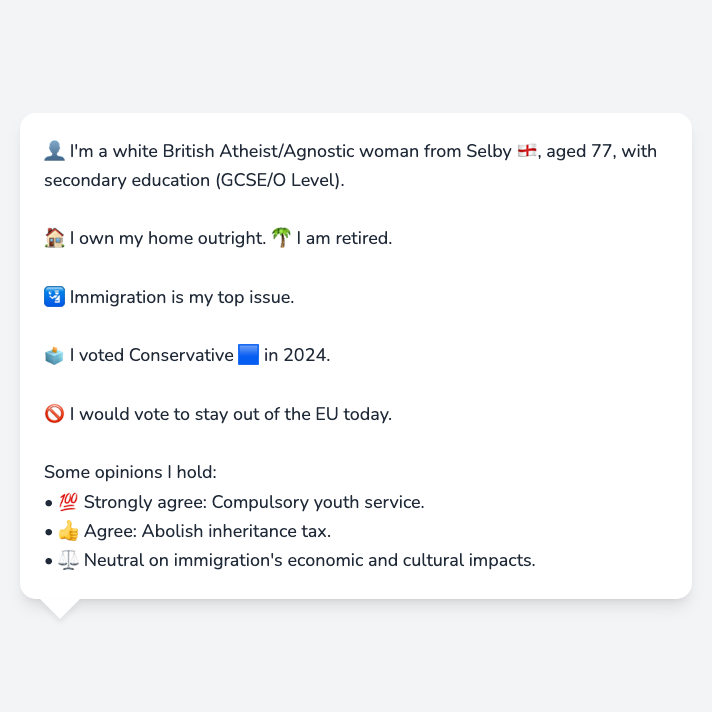 👤 I'm a white British Atheist/Agnostic woman from Selby 🏴󠁧󠁢󠁥󠁮󠁧󠁿, aged 77, with
secondary education (GCSE/O Level).
🏠 I own my home outright. 🌴 I am retired.
🛂 Immigration is my top issue.
🗳️ I voted Conservative 🟦 in 2024.
🚫 I would vote to stay out of the EU today.
Some opinions I hold:
• 💯 Strongly agree: Compulsory youth service.
• 👍 Agree: Abolish inheritance tax.
• ⚖️ Neutral on immigration's economic and cultural impacts.